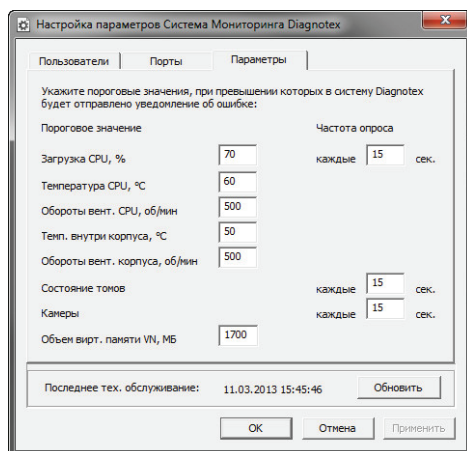 Настройка параметров Система Мониторинга Diagnotex
Пользователи Порты Параметры
Укажите пороговые значения, при превышении которых в систему Diagnotex
будет отправлено уведомление об ошибке:
Пороговое значение Частота опроса
Загрузка CPU, % 70 каждые 15 сек.
Температура CPU, °C 60
Обороты вент. CPU, об/мин 500
Темп. внутри корпуса, °C 50
Обороты вент. корпуса, об/мин 500
Состояние томов каждые 15 сек.
Камеры каждые 15 сек.
Объем вирт. памяти VN, МБ 1700
Последнее тех. обслуживание: 11.03.2013 15:45:46 Обновить
OK Отмена Применить